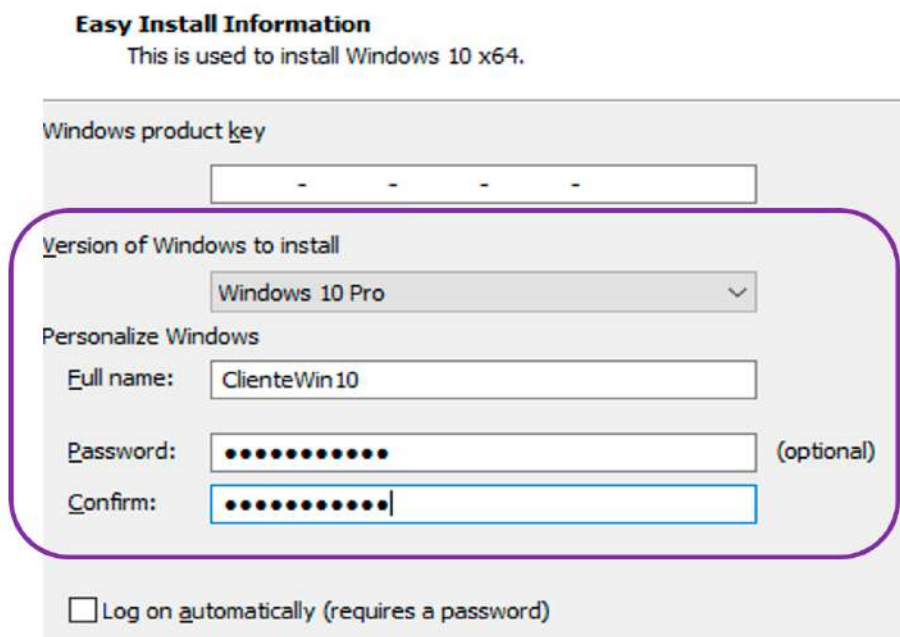 Easy Install Information
This is used to install Windows 10 x64.
Windows product key
- - - -
Version of Windows to install
Windows 10 Pro
Personalize Windows
Full name: ClienteWin10
Password: ●●●●●●●●●●● (optional)
Confirm: ●●●●●●●●●●●
Log on automatically (requires a password)